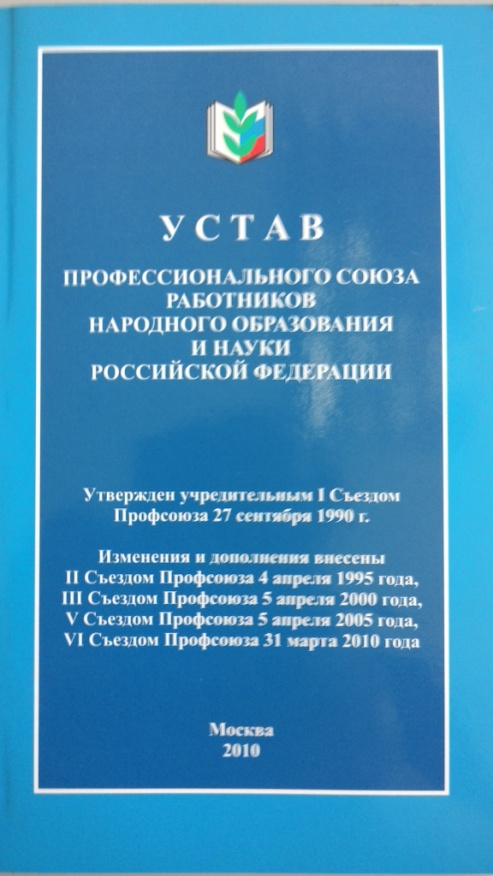 УСТАВ
ПРОФЕССИОНАЛЬНОГО СОЮЗА
РАБОТНИКОВ
НАРОДНОГО ОБРАЗОВАНИЯ
И НАУКИ
РОССИЙСКОЙ ФЕДЕРАЦИИ
Утвержден учредительным I Съездом
Профсоюза 27 сентября 1990 г.
Изменения и дополнения внесены
II Съездом Профсоюза 4 апреля 1995 года,
III Съездом Профсоюза 5 апреля 2000 года,
V Съездом Профсоюза 5 апреля 2005 года,
VI Съездом Профсоюза 31 марта 2010 года
Москва
2010